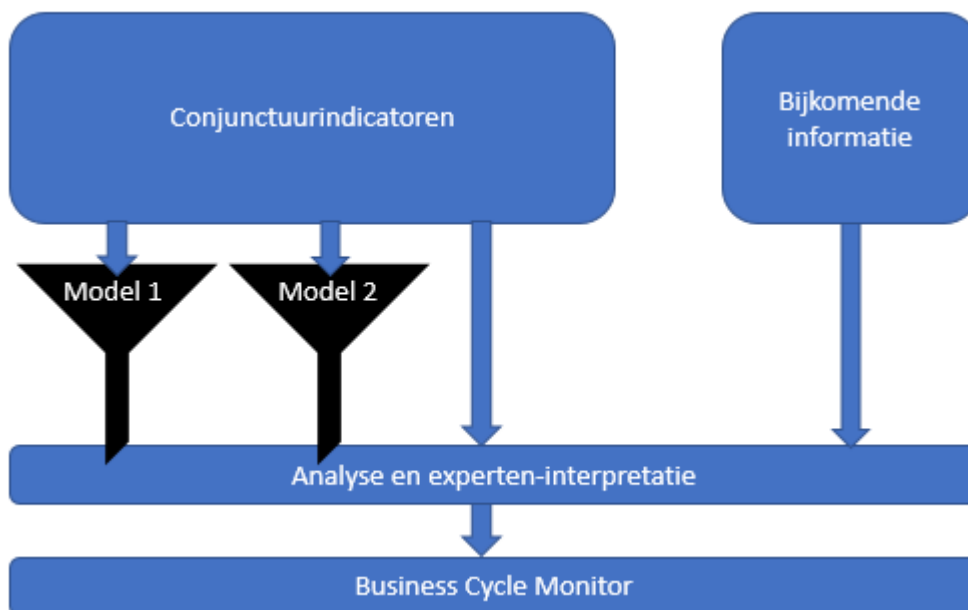 Conjunctuurindicatoren
Bijkomende
informatie
Model 1
Model 2
Analyse en experten-interpretatie
Business Cycle Monitor